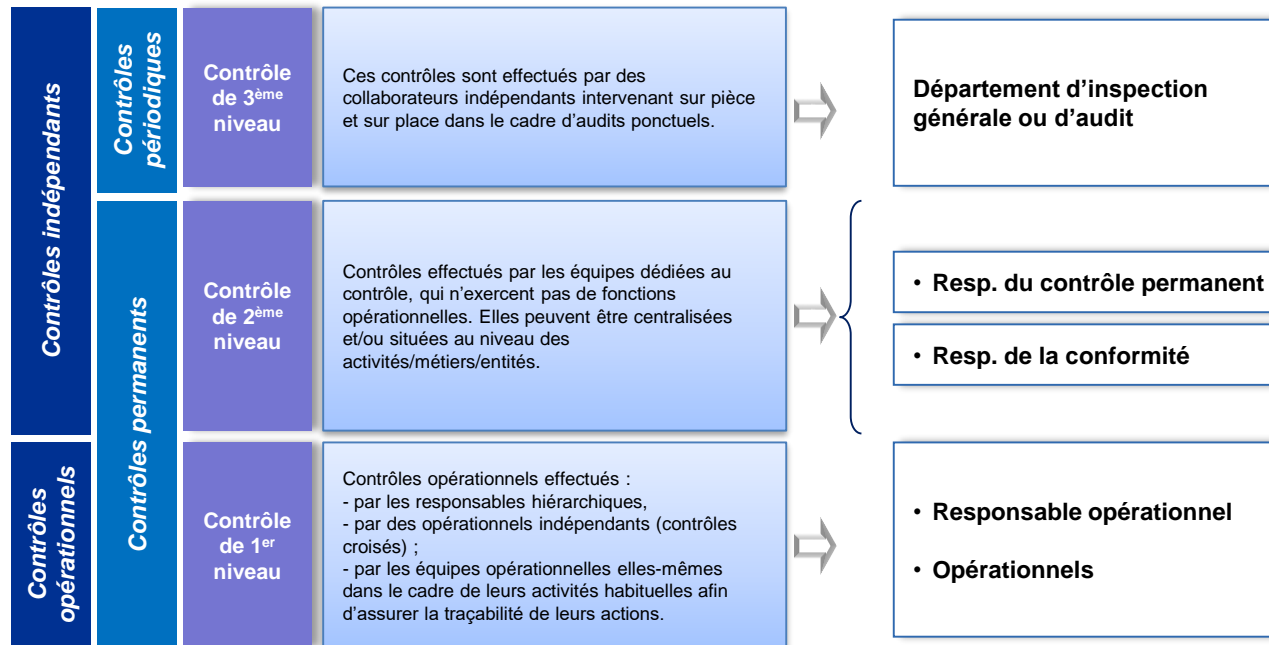 Contrôles indépendants
Contrôles
opérationnels
Contrôles
périodiques
Contrôles permanents
Contrôle
de 3ème
niveau
Ces contrôles sont effectués par des
collaborateurs indépendants intervenant sur pièce
et sur place dans le cadre d’audits ponctuels.
Département d’inspection
générale ou d’audit
Contrôle
de 2ème
niveau
Contrôles effectués par les équipes dédiées au
contrôle, qui n’exercent pas de fonctions
opérationnelles. Elles peuvent être centralisées
et/ou situées au niveau des
activités/métiers/entités.
• Resp. du contrôle permanent
• Resp. de la conformité
Contrôle
de 1er
niveau
Contrôles opérationnels effectués :
- par les responsables hiérarchiques,
- par des opérationnels indépendants (contrôles
croisés) ;
- par les équipes opérationnelles elles-mêmes
dans le cadre de leurs activités habituelles afin
d’assurer la traçabilité de leurs actions.
• Responsable opérationnel
• Opérationnels